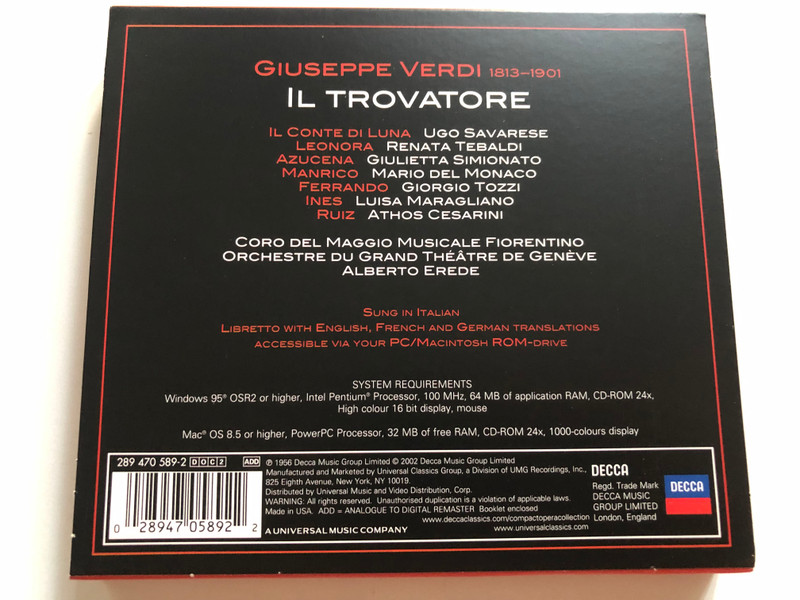 GIUSEPPE VERDI 1813–1901
IL TROVATORE
IL CONTE DI LUNA UGO SAVARESE
LEONORA RENATA TEBALDI
AZUCENA GIULIETTA SIMIONATO
MANRICO MARIO DEL MONACO
FERRANDO GIORGIO TOZZI
INES LUISA MARAGLIANO
RUIZ ATHOS CESARINI
CORO DEL MAGGIO MUSICALE FIORENTINO
ORCHESTRE DU GRAND THÉÂTRE DE GENÈVE
ALBERTO EREDE
SUNG IN ITALIAN
LIBRETTO WITH ENGLISH, FRENCH AND GERMAN TRANSLATIONS
ACCESSIBLE VIA YOUR PC/MACINTOSH ROM-DRIVE
SYSTEM REQUIREMENTS
Windows 95® OSR2 or higher, Intel Pentium® Processor, 100 MHz, 64 MB of application RAM, CD-ROM 24x,
High colour 16 bit display, mouse
Mac® OS 8.5 or higher, PowerPC Processor, 32 MB of free RAM, CD-ROM 24x, 1000-colours display
289 470 589-2 DDC2 ADD
0 28947 05892 2
℗ 1956 Decca Music Group Limited © 2002 Decca Music Group Limited
Manufactured and Marketed by Universal Classics Group, a Division of UMG Recordings, Inc.,
825 Eighth Avenue, New York, NY 10019.
Distributed by Universal Music and Video Distribution, Corp.
WARNING: All rights reserved. Unauthorised duplication is a violation of applicable laws.
Made in USA. ADD = ANALOGUE TO DIGITAL REMASTER Booklet enclosed
www.deccaclassics.com/compactoperacollection
A UNIVERSAL MUSIC COMPANY www.universalclassics.com
DECCA
Regd. Trade Mark
DECCA MUSIC
GROUP LIMITED
London, England
DECCA